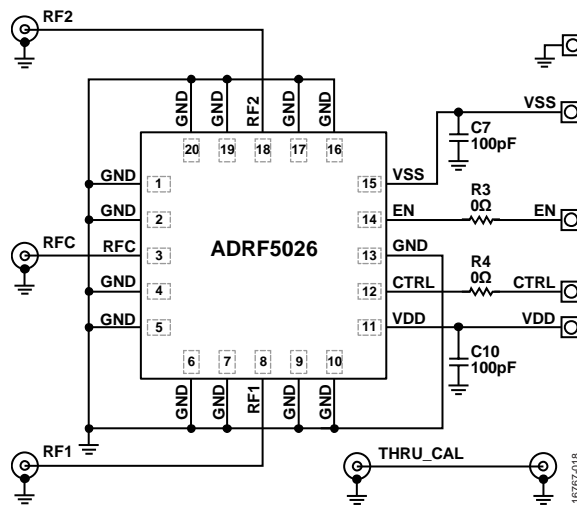 RF2
GND
GND
RF2
GND
GND
20
19
18
17
16
VSS
C7
100pF
GND
1
15
VSS
R3
0Ω
GND
2
14
EN
EN
RFC
RFC
3
ADRF5026
13
GND
R4
0Ω
GND
4
12
CTRL
CTRL
GND
5
11
VDD
VDD
C10
100pF
6
7
8
9
10
GND
GND
RF1
GND
GND
RF1
THRU_CAL
16767-018